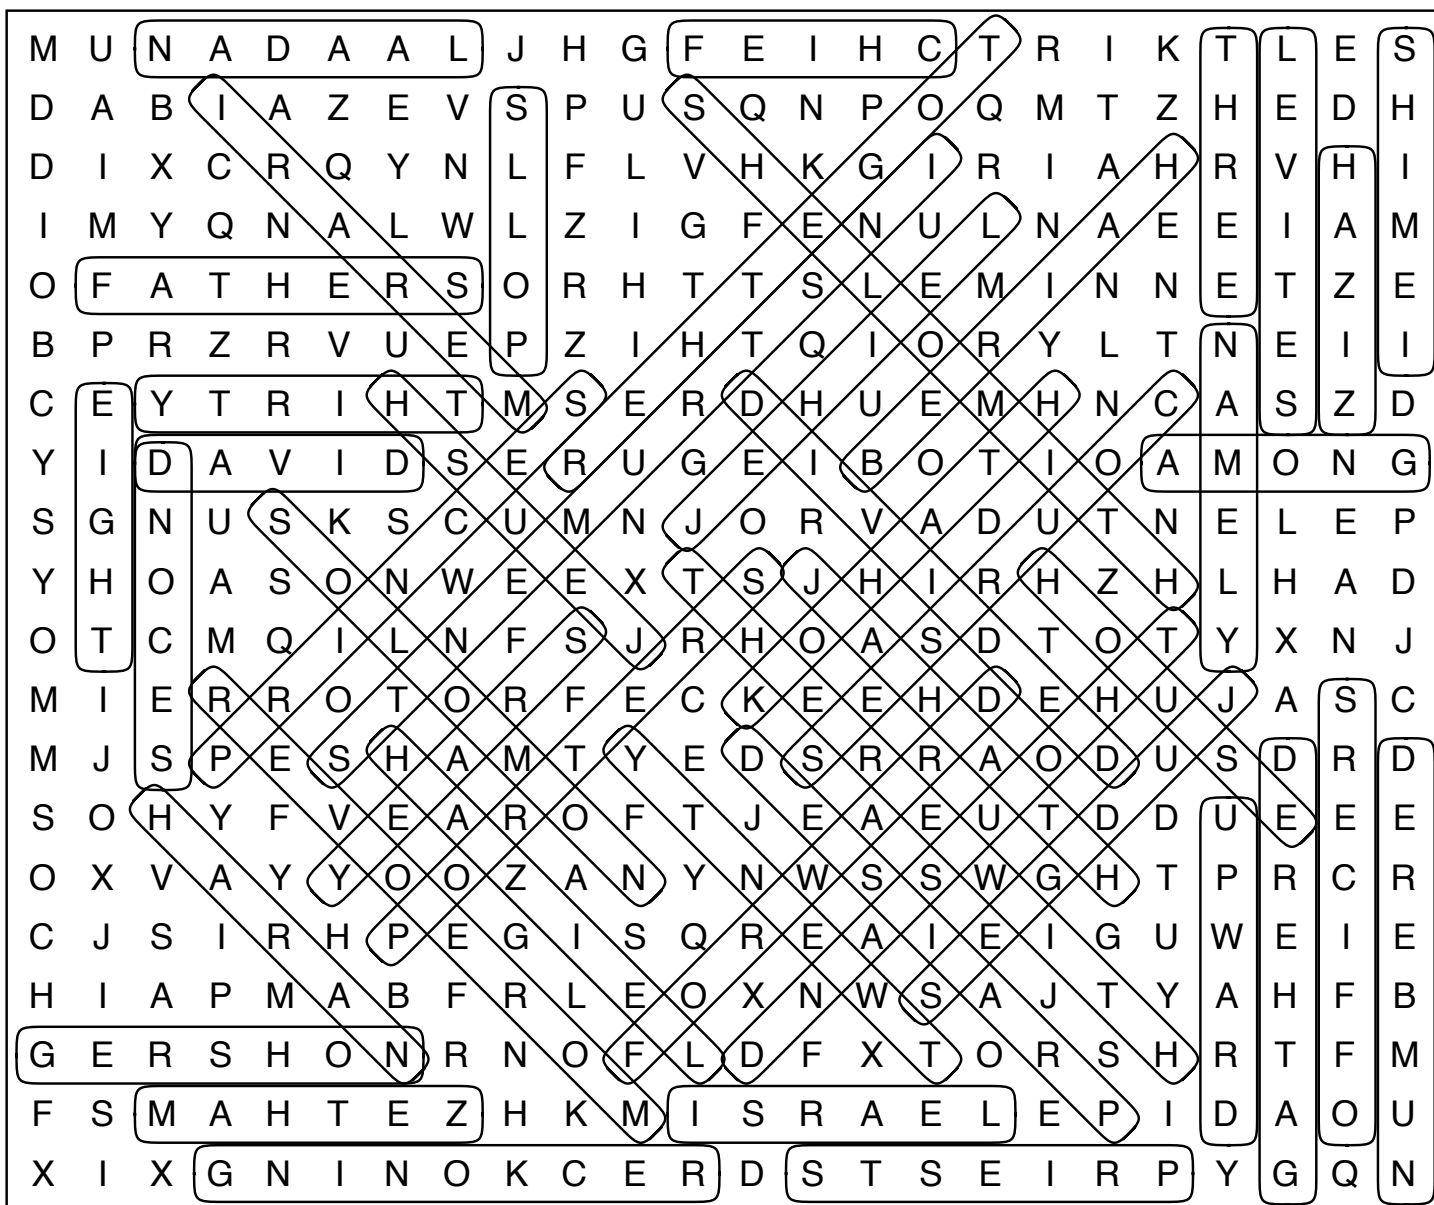 M U N A D A A L J H G F E I H C T R I K T L E S
D A B I A Z E V S P U S Q N P O Q M T Z H E D H
D I X C R Q Y N L F L V H K G I R I A H R V H I
I M Y Q N A L W L Z I G F E N U L N A E E I A M
O F A T H E R S O R H T T S L E M I N N E T Z E
B P R Z R V U E P Z I H T Q I O R Y L T N E I I
C E Y T R I H T M S E R D H U E M H N C A S Z D
Y I D A V I D S E R U G E I B O T I O A M O N G
S G N U S K S C U M N J O R V A D U T N E L E P
Y H O A S O N W E E X T S J H I R H Z H L H A D
O T C M Q I L N F S J R H O A S D T O T Y X N J
M I E R R O T O R F E C K E E H D E H U J A S C
M J S P E S H A M T Y E D S R R A O D U S D R D
S O H Y F V E A R O F T J E A E U T D D U E E E
O X V A Y Y O O Z A N Y N W S S W G H T P R C R
C J S I R H P E G I S Q R E A I E I G U W E I E
H I A P M A B F R L E O X N W S A J T Y A H F B
G E R S H O N R N O F L D F X T O R S H R T F M
F S M A H T E Z H K M I S R A E L E P I D A O U
X I X G N I N O K C E R D S T S E I R P Y G Q N